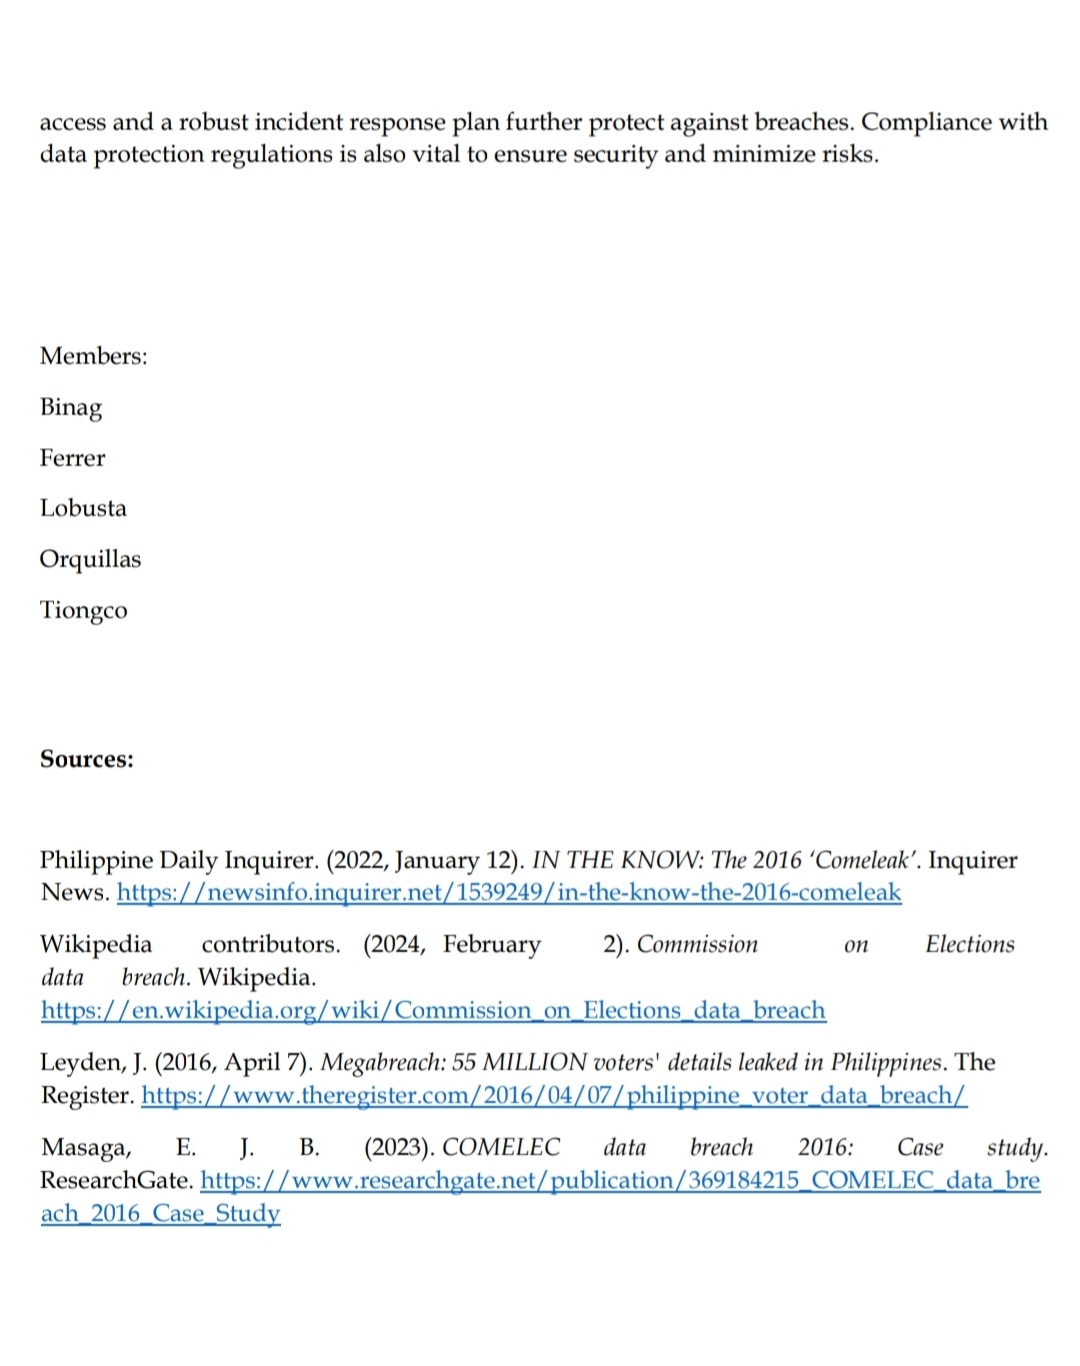 access and a robust incident response plan further protect against breaches. Compliance with
data protection regulations is also vital to ensure security and minimize risks.
Members:
Binag
Ferrer
Lobusta
Orquillas
Tiongco
Sources:
Philippine Daily Inquirer. (2022, January 12). IN THE KNOW: The 2016 ‘Comeleak’. Inquirer
News. https://newsinfo.inquirer.net/1539249/in-the-know-the-2016-comeleak
Wikipedia contributors. (2024, February 2). Commission on Elections
data breach. Wikipedia.
https://en.wikipedia.org/wiki/Commission_on_Elections_data_breach
Leyden, J. (2016, April 7). Megabreach: 55 MILLION voters' details leaked in Philippines. The
Register. https://www.theregister.com/2016/04/07/philippine_voter_data_breach/
Masaga, E. J. B. (2023). COMELEC data breach 2016: Case study.
ResearchGate. https://www.researchgate.net/publication/369184215_COMELEC_data_bre
ach_2016_Case_Study